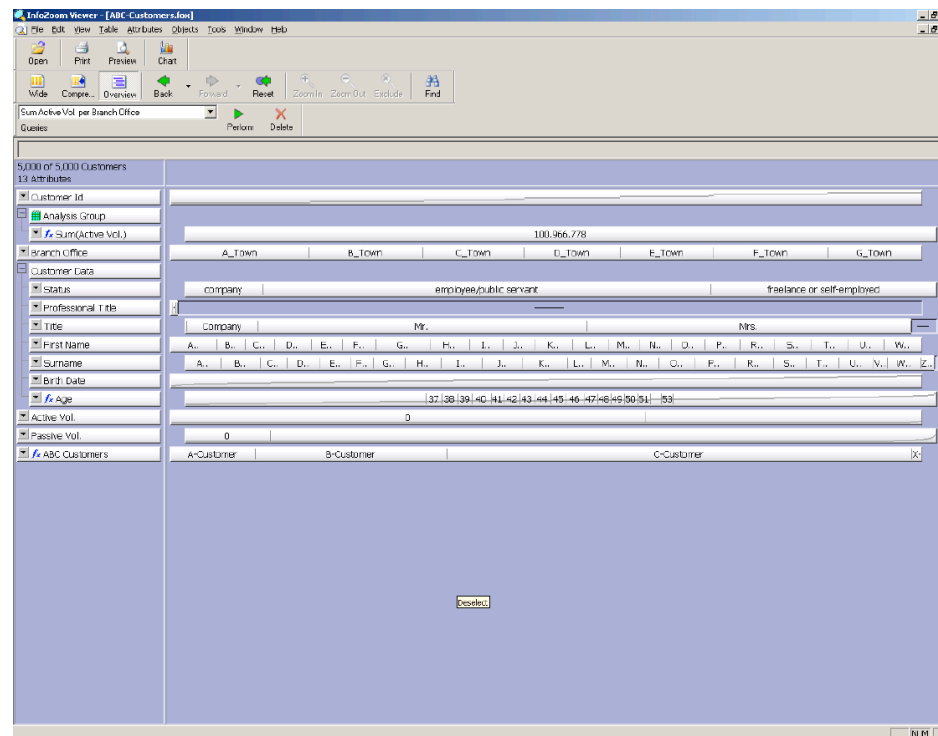 InfoZoom Viewer - [ABC-Customers.fox]
File Edit View Table Attributes Objects Tools Window Help
Open Print Preview Chart
Wide Compre... Overview Back Forward Reset Zoom In Zoom Out Exclude Find
Sum Active Vol. per Branch Office
Queries Perform Delete
5,000 of 5,000 Customers
13 Attributes
Customer Id
Analysis Group
fx Sum(Active Vol.) 100.966.778
Branch Office A_Town B_Town C_Town D_Town E_Town F_Town G_Town
Customer Data
Status company employee/public servant freelance or self-employed
Professional Title
Title Company Mr. Mrs.
First Name A.. B.. C.. D.. E.. F.. G.. H.. I.. J.. K.. L.. M.. N.. O.. P.. R.. S.. T.. U.. W..
Surname A.. B.. C.. D.. E.. F.. G.. H.. I.. J.. K.. L.. M.. N.. O.. P.. R.. S.. T.. U.. V.. W.. Z..
Birth Date
fx Age 37 38 39 40 41 42 43 44 45 46 47 48 49 50 51 53
Active Vol. 0
Passive Vol. 0
fx ABC Customers A-Customer B-Customer C-Customer X-
Deselect
NUM